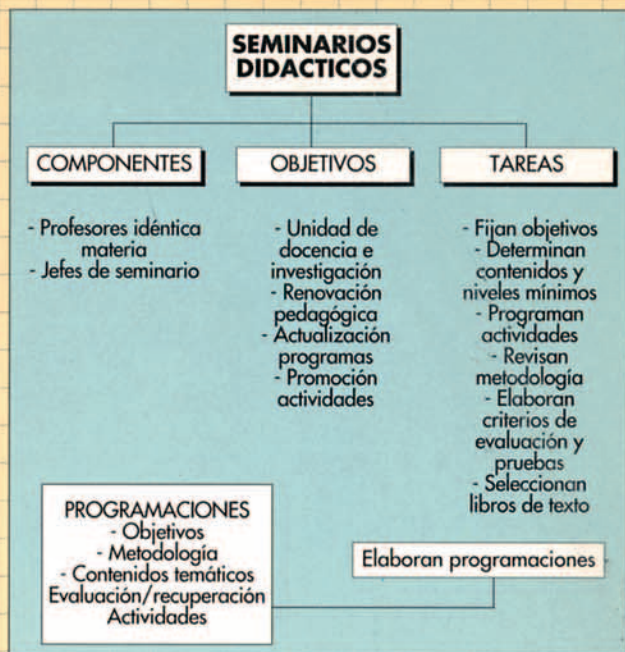 SEMINARIOS
DIDACTICOS
COMPONENTES
- Profesores idéntica
materia
- Jefes de seminario
OBJETIVOS
- Unidad de
docencia e
investigación
- Renovación
pedagógica
- Actualización
programas
- Promoción
actividades
TAREAS
- Fijan objetivos
- Determinan
contenidos y
niveles mínimos
- Programan
actividades
- Revisan
metodología
- Elaboran
criterios de
evaluación y
pruebas
- Seleccionan
libros de texto
Elaboran programaciones
PROGRAMACIONES
- Objetivos
- Metodología
- Contenidos temáticos
Evaluación/recuperación
Actividades